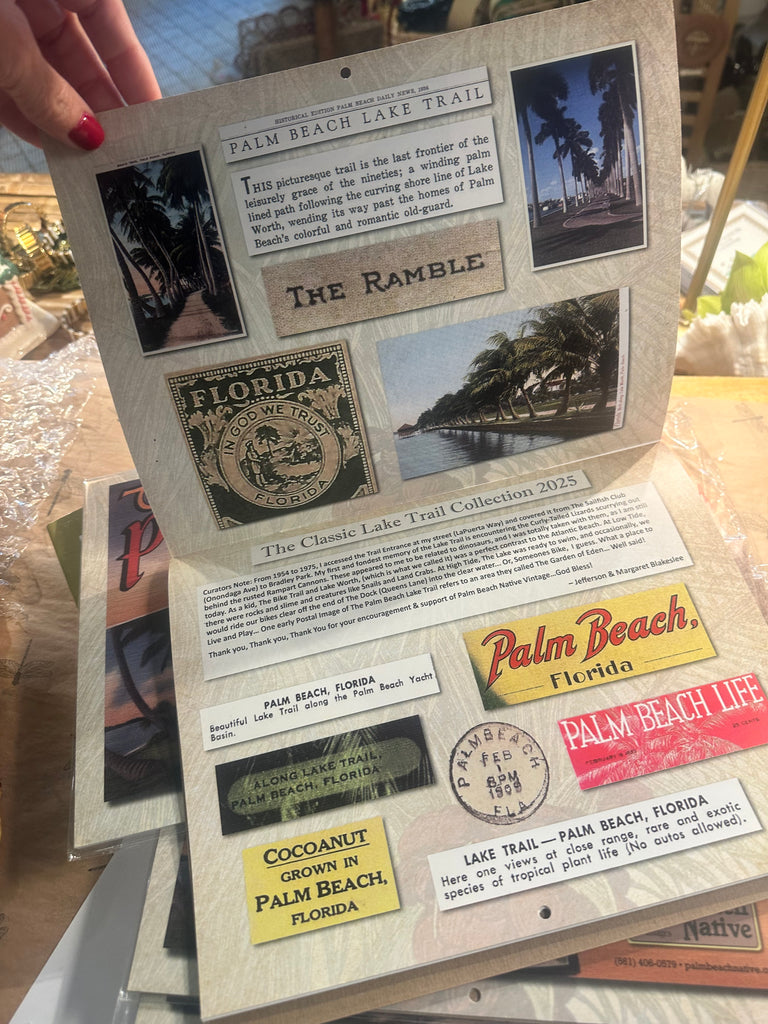 HISTORICAL EDITION PALM BEACH DAILY NEWS, 1936
PALM BEACH LAKE TRAIL
THIS picturesque trail is the last frontier of the
leisurely grace of the nineties; a winding palm
lined path following the curving shore line of Lake
Worth, wending its way past the homes of Palm
Beach's colorful and romantic old-guard.
THE RAMBLE
FLORIDA
IN GOD WE TRUST
FLORIDA
The Classic Lake Trail Collection 2025
Curators Note: From 1954 to 1975, I accessed the Trail Entrance at my street (LaPuerta Way) and covered it from The Sailfish Club
(Onondaga Ave) to Bradley Park. My first and fondest memory of the Lake Trail is encountering the Curly Tailed Lizards scurrying out
behind the rusted Rampart Cannons. These appeared to me to be related to dinosaurs, and I was totally taken with them, as I am still
today. As a kid, The Bike Trail and Lake Worth, (which is what we called it) was a perfect contrast to the Atlantic Beach. At Low Tide,
there were rocks and slime and creatures like Snails and Land Crabs. At High Tide, The Lake was ready to swim, and occasionally, we
would ride our bikes clear off the end of The Dock (Queens Lane) into the clear water... Or, Someones Bike, I guess. What a place to
Live and Play... One early Postal Image of The Palm Beach Lake Trail refers to an area they called The Garden of Eden... Well said!
Thank you, Thank you, Thank You for your encouragement & support of Palm Beach Native Vintage...God Bless!
~ Jefferson & Margaret Blakeslee
PALM BEACH, FLORIDA
Beautiful Lake Trail along the Palm Beach Yacht
Basin.
Palm Beach,
Florida
ALONG LAKE TRAIL,
PALM BEACH, FLORIDA
PALM BEACH
FEB
1
8PM
1909
FLA
PALM BEACH LIFE
25 CENTS
COCOANUT
GROWN IN
PALM BEACH,
FLORIDA
LAKE TRAIL — PALM BEACH, FLORIDA
Here one views at close range, rare and exotic
species of tropical plant life (No autos allowed).
Native
(561) 406-0579 • palmbeachnative.c